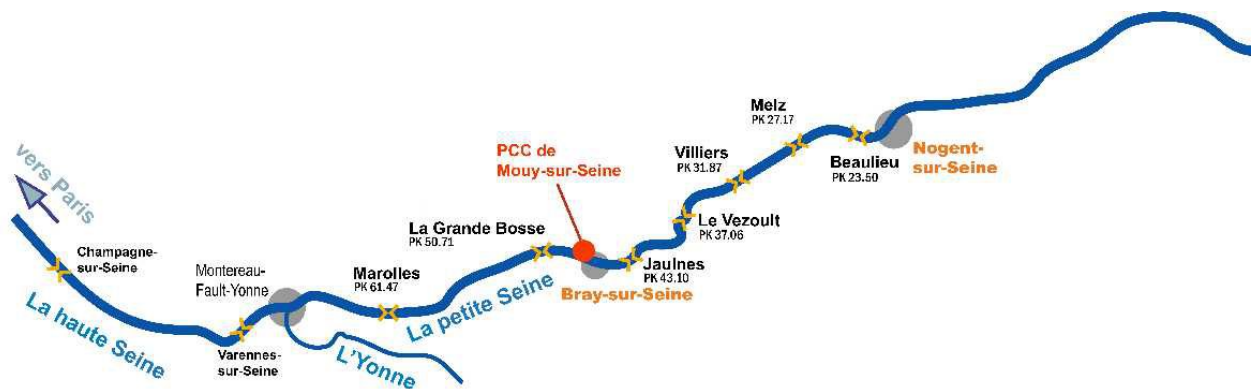 vers Paris
Champagne-
sur-Seine
La haute Seine
Varennes-
sur-Seine
Montereau-
Fault-Yonne
L'Yonne
Marolles
PK 61.47
La petite Seine
La Grande Bosse
PK 50.71
PCC de
Mouy-sur-Seine
Bray-sur-Seine
Jaulnes
PK 43.10
Le Vezoult
PK 37.06
Villiers
PK 31.87
Melz
PK 27.17
Beaulieu
PK 23.50
Nogent-
sur-Seine